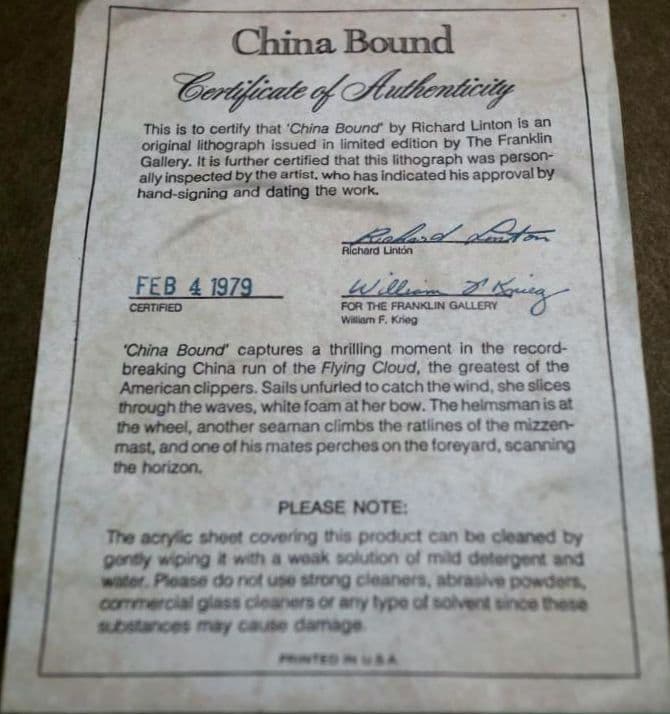 China Bound
Certificate of Authenticity
This is to certify that 'China Bound' by Richard Linton is an
original lithograph issued in limited edition by The Franklin
Gallery. It is further certified that this lithograph was person-
ally inspected by the artist, who has indicated his approval by
hand-signing and dating the work.
Richard Linton
Richard Linton
FEB 4 1979
CERTIFIED
William F Krieg
FOR THE FRANKLIN GALLERY
William F. Krieg
'China Bound' captures a thrilling moment in the record-
breaking China run of the Flying Cloud, the greatest of the
American clippers. Sails unfurled to catch the wind, she slices
through the waves, white foam at her bow. The helmsman is at
the wheel, another seaman climbs the ratlines of the mizzen-
mast, and one of his mates perches on the foreyard, scanning
the horizon.
PLEASE NOTE:
The acrylic sheet covering this product can be cleaned by
gently wiping it with a weak solution of mild detergent and
water. Please do not use strong cleaners, abrasive powders,
commercial glass cleaners or any type of solvent since these
substances may cause damage.
PRINTED IN U.S.A.